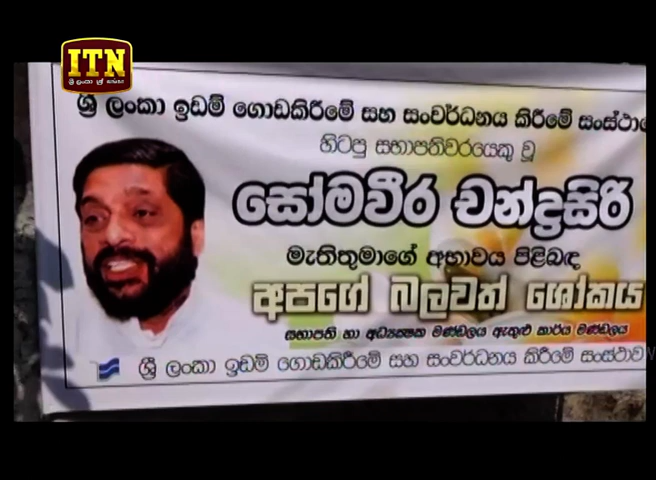 ITN
ශ්‍රී ලංකා ඉඩම් ගොඩකිරීමේ සහ සංවර්ධනය කිරීමේ
හිටපු සභාපතිවරයෙකු වූ
සෝමවීර චන්ද්‍රසිරි
මැතිතුමාගේ අභාවය පිළිබඳ
අපගේ බලවත් ශෝකය
සභාපති හා අධ්‍යක්ෂක මණ්ඩලය ඇතුළු කාර්ය මණ්ඩලය
ශ්‍රී ලංකා ඉඩම් ගොඩකිරීමේ සහ සංවර්ධනය කිරීමේ